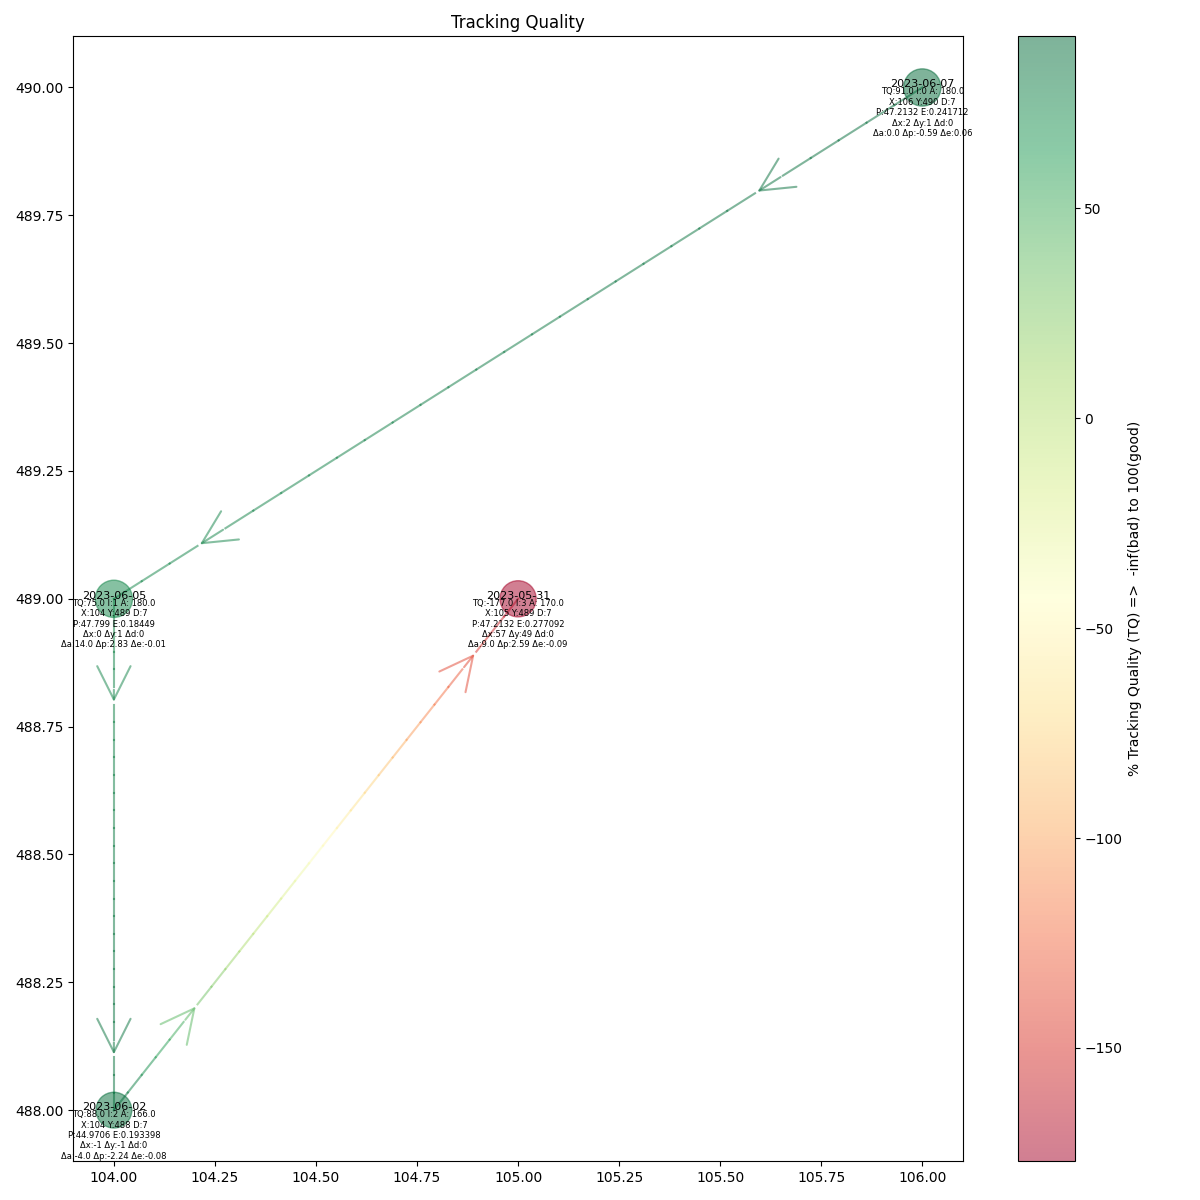 Tracking Quality
490.00
489.75
489.50
489.25
489.00
488.75
488.50
488.25
488.00
2023-06-07
TQ:91.0 I:0 A: 180.0
X:106 Y:490 D:7
P:47.2132 E:0.241712
Δx:2 Δy:1 Δd:0
Δa:0.0 Δp:-0.59 Δe:0.06
2023-06-05
TQ:75.0 I:1 A: 180.0
X:104 Y:489 D:7
P:47.799 E:0.18449
Δx:0 Δy:1 Δd:0
Δa:14.0 Δp:2.83 Δe:-0.01
2023-05-31
TQ:-177.0 I:3 A: 170.0
X:105 Y:489 D:7
P:47.2132 E:0.277092
Δx:57 Δy:49 Δd:0
Δa:9.0 Δp:2.59 Δe:-0.09
2023-06-02
TQ:88.0 I:2 A: 166.0
X:104 Y:488 D:7
P:44.9706 E:0.193398
Δx:-1 Δy:-1 Δd:0
Δa:-4.0 Δp:-2.24 Δe:-0.08
104.00
104.25
104.50
104.75
105.00
105.25
105.50
105.75
106.00
50
0
−50
−100
−150
% Tracking Quality (TQ) => -inf(bad) to 100(good)